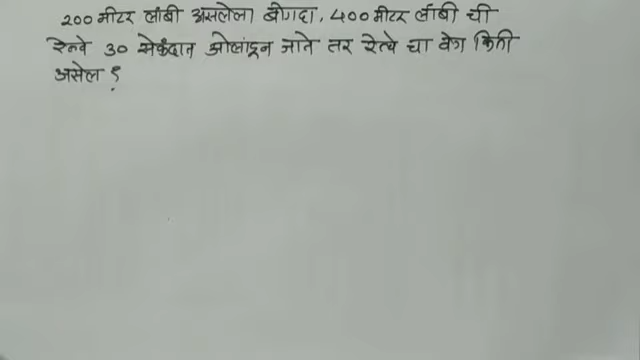 200 मीटर लांबी असलेला बोगदा, 400 मीटर लांबी ची
रेल्वे 30 सेकंदात ओलांडून जाते तर रेल्वे चा वेग किती
असेल ?